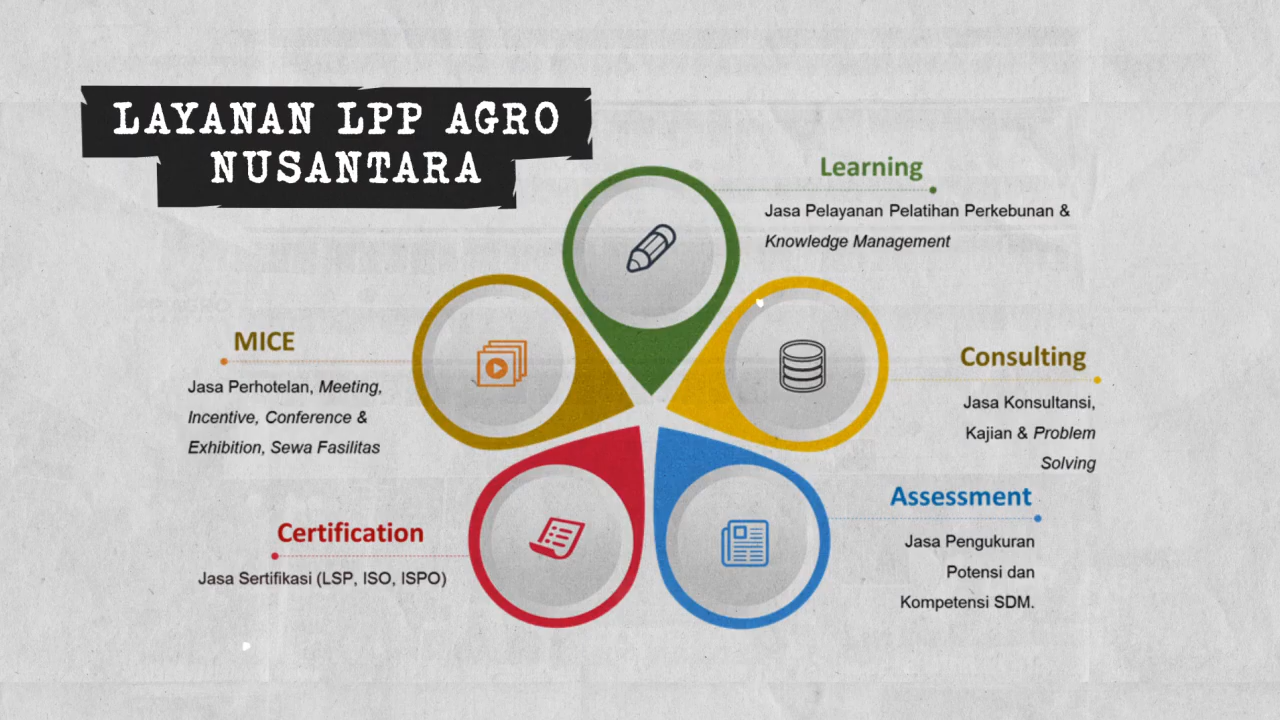 LAYANAN LPP AGRO
NUSANTARA
Learning
Jasa Pelayanan Pelatihan Perkebunan &
Knowledge Management
MICE
Jasa Perhotelan, Meeting,
Incentive, Conference &
Exhibition, Sewa Fasilitas
Consulting
Jasa Konsultansi,
Kajian & Problem
Solving
Assessment
Jasa Pengukuran
Potensi dan
Kompetensi SDM.
Certification
Jasa Sertifikasi (LSP, ISO, ISPO)